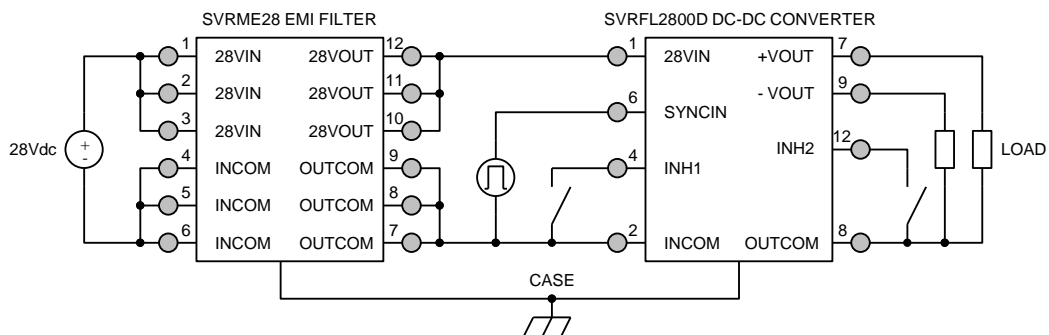 SVRME28 EMI FILTER
SVRFL2800D DC-DC CONVERTER
1 28VIN 28VOUT 12
1 28VIN +VOUT 7
2 28VIN 28VOUT 11
- VOUT 9
6 SYNCIN
3 28VIN 28VOUT 10
28Vdc + -
INH2 12
LOAD
4 INCOM OUTCOM 9
4 INH1
5 INCOM OUTCOM 8
6 INCOM OUTCOM 7
2 INCOM OUTCOM 8
CASE